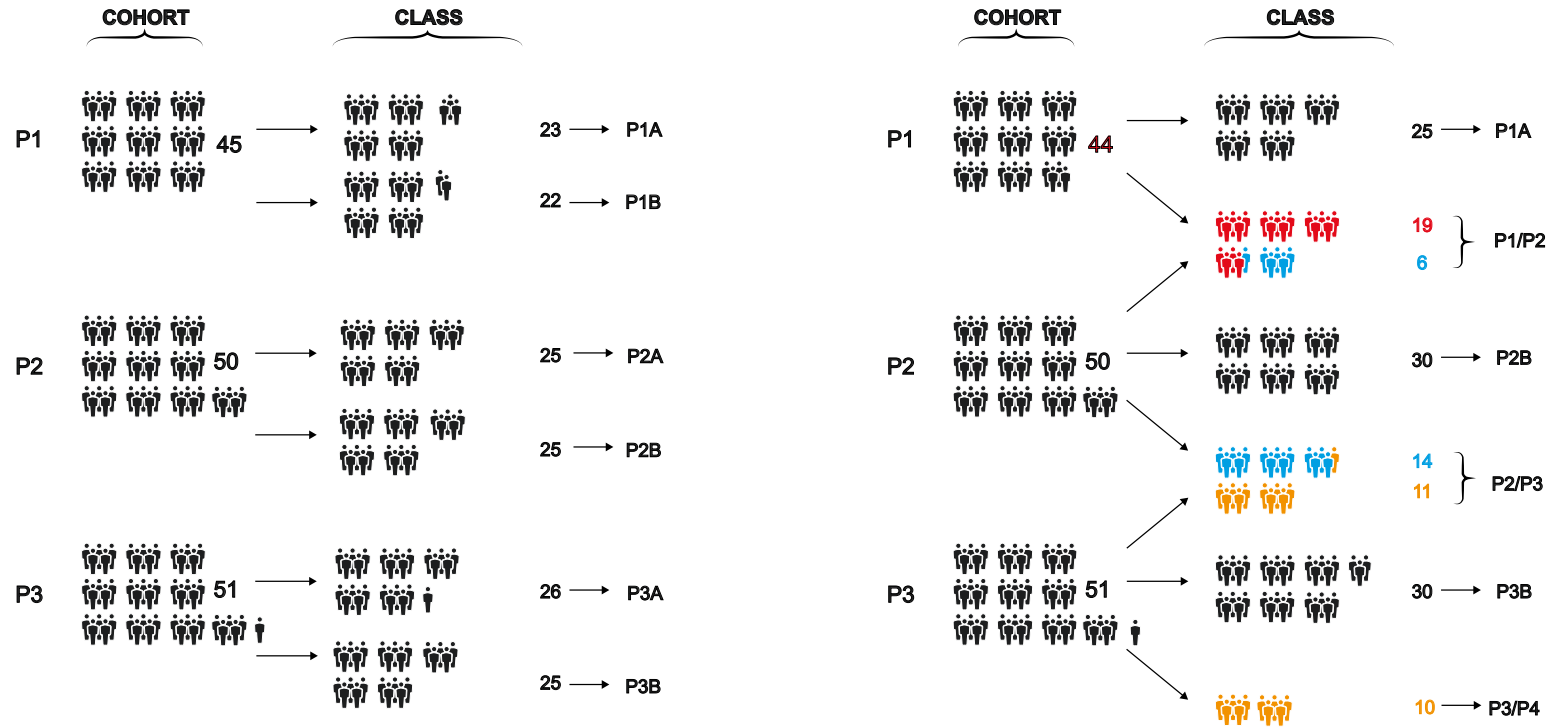 COHORT CLASS
P1 45 23 P1A
22 P1B
P2 50 25 P2A
25 P2B
P3 51 26 P3A
25 P3B
COHORT CLASS
P1 44 25 P1A
19
6
P1/P2
P2 50 30 P2B
14
11
P2/P3
P3 51 30 P3B
10 P3/P4